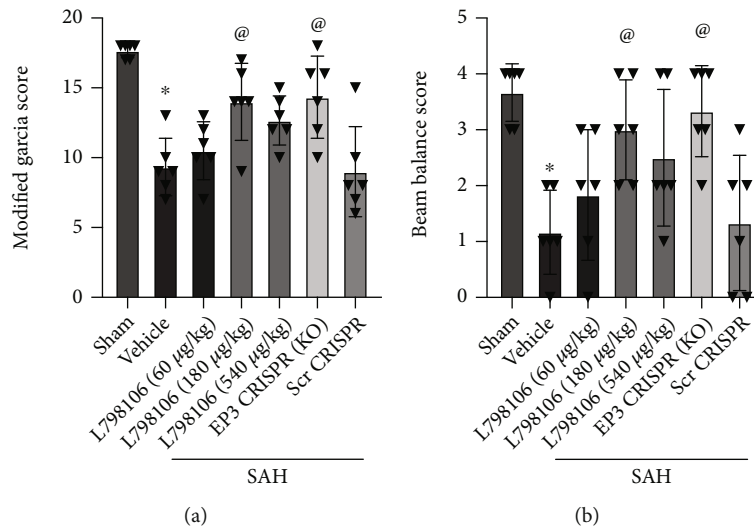 20
15
10
5
0
Modified garcia score
*
@
@
Sham
Vehicle
L798106 (60 µg/kg)
L798106 (180 µg/kg)
L798106 (540 µg/kg)
EP3 CRISPR (KO)
Scr CRISPR
SAH
(a)
5
4
3
2
1
0
Beam balance score
*
@
@
Sham
Vehicle
L798106 (60 µg/kg)
L798106 (180 µg/kg)
L798106 (540 µg/kg)
EP3 CRISPR (KO)
Scr CRISPR
SAH
(b)